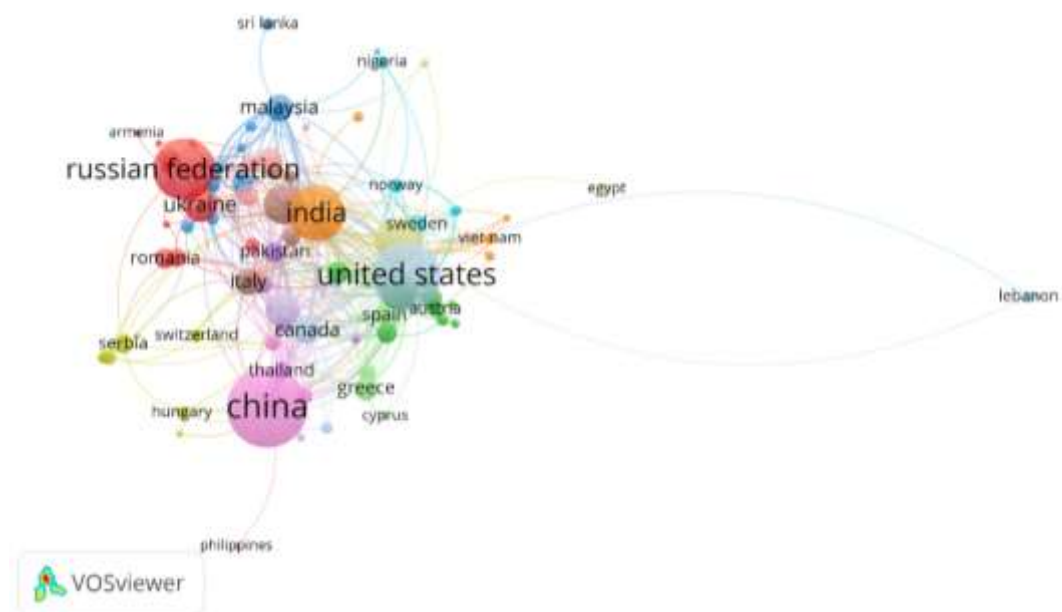 sri lanka
nigeria
malaysia
armenia
russian federation
norway
egypt
ukraine
india
sweden
viet nam
romania
pakistan
italy
united states
lebanon
spain
austria
serbia
switzerland
canada
thailand
greece
hungary
china
cyprus
philippines
VOSviewer